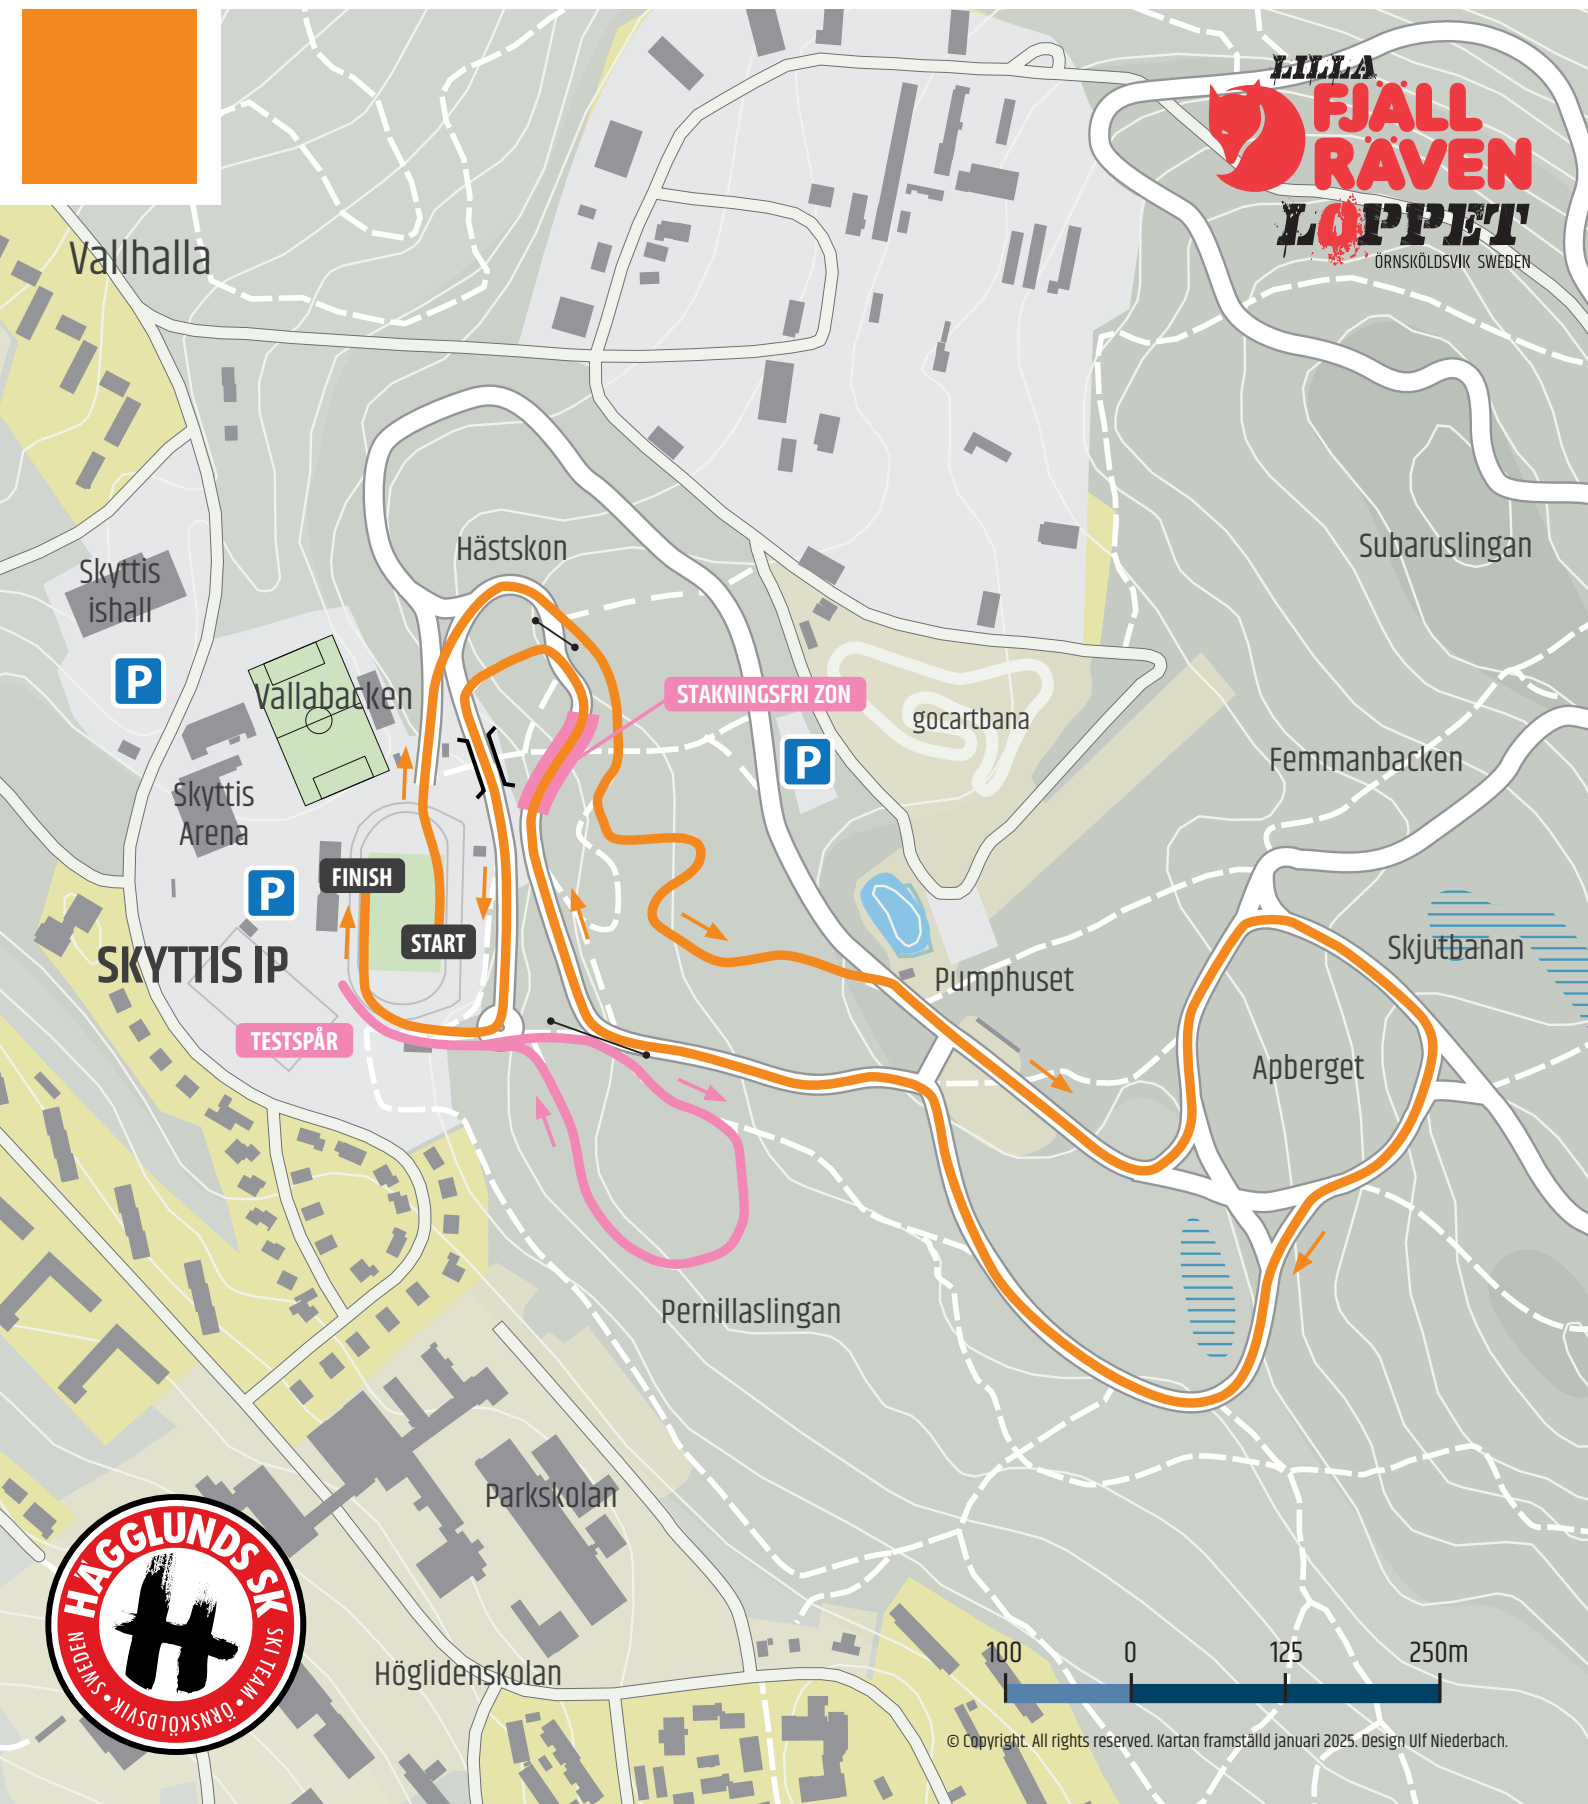 LILLA
FJÄLL
RÄVEN
LOPPET
ÖRNSKÖLDSVIK SWEDEN
Vallhalla
Hästskon
Subaruslingan
Skyttis
ishall
P
Vallabacken
STAKNINGSFRI ZON
gocartbana
P
Femmanbacken
Skyttis
Arena
FINISH
P
START
SKYTTIS IP
Skjutbanan
Pumphuset
TESTSPÅR
Apberget
Pernillaslingan
Parkskolan
HÄGGLUNDS SK
SKI TEAM • ÖRNSKÖLDSVIK • SWEDEN
Höglidenskolan
100 0 125 250m
© Copyright. All rights reserved. Kartan framställd januari 2025. Design Ulf Niederbach.